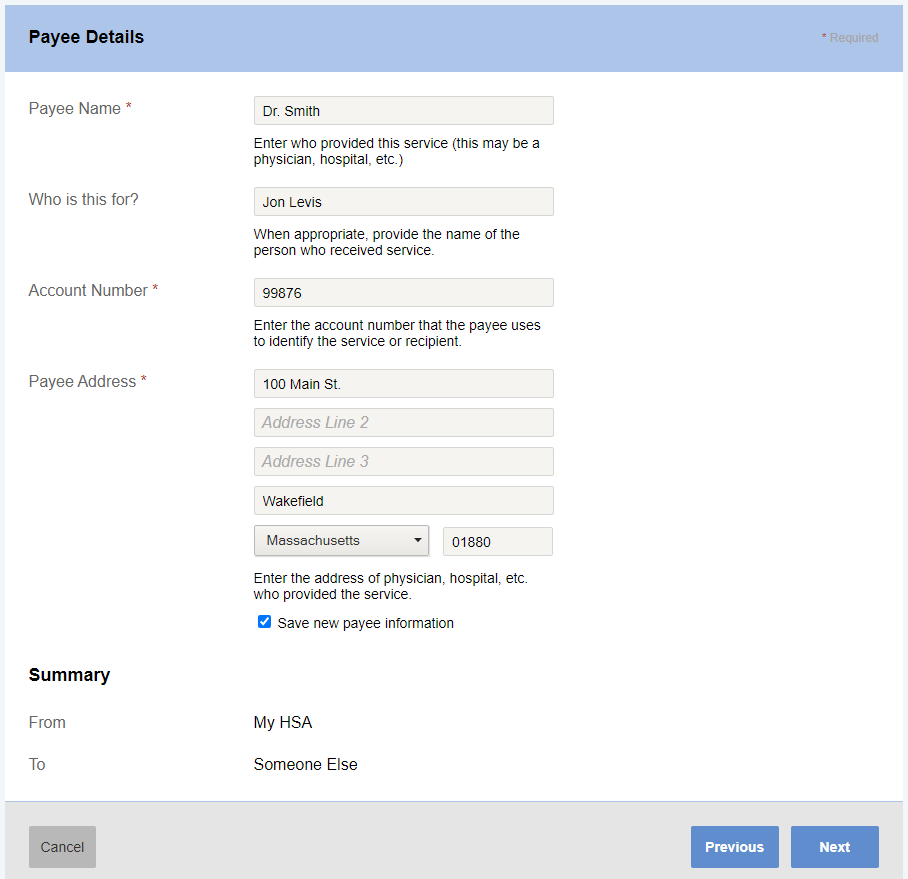 Payee Details
* Required
Payee Name *
Dr. Smith
Enter who provided this service (this may be a
physician, hospital, etc.)
Who is this for?
Jon Levis
When appropriate, provide the name of the
person who received service.
Account Number *
99876
Enter the account number that the payee uses
to identify the service or recipient.
Payee Address *
100 Main St.
Address Line 2
Address Line 3
Wakefield
Massachusetts
01880
Enter the address of physician, hospital, etc.
who provided the service.
Save new payee information
Summary
From
My HSA
To
Someone Else
Cancel
Previous
Next